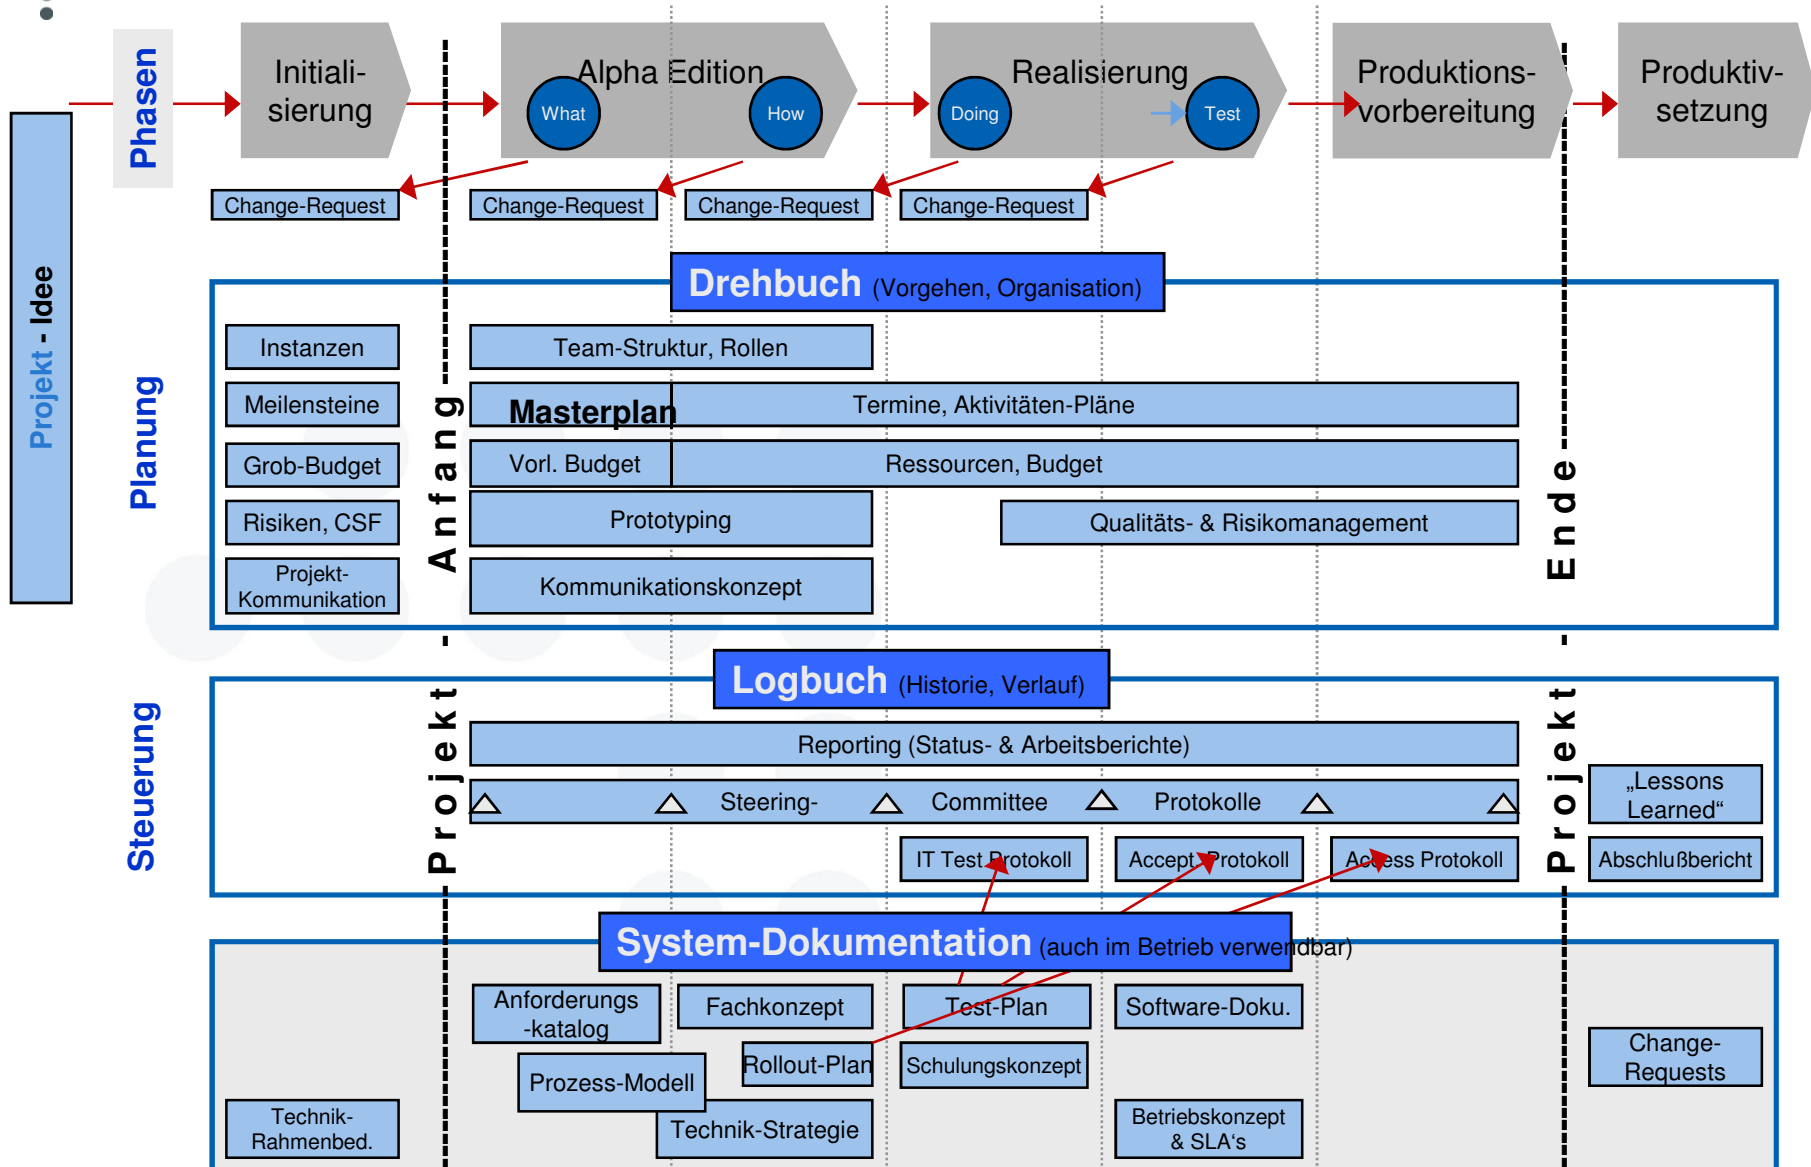 Phasen
Initiali-
sierung
Alpha Edition
What
How
Realisierung
Doing
Test
Produktions-
vorbereitung
Produktiv-
setzung
Change-Request
Change-Request
Change-Request
Change-Request
Projekt - Idee
Drehbuch (Vorgehen, Organisation)
Planung
Instanzen
Team-Struktur, Rollen
Meilensteine
Masterplan
Termine, Aktivitäten-Pläne
Grob-Budget
Vorl. Budget
Ressourcen, Budget
Risiken, CSF
Prototyping
Qualitäts- & Risikomanagement
Projekt-
Kommunikation
Kommunikationskonzept
Projekt - Anfang
Projekt - Ende
Logbuch (Historie, Verlauf)
Steuerung
Reporting (Status- & Arbeitsberichte)
Steering- Committee Protokolle
„Lessons
Learned“
IT Test Protokoll
Accept. Protokoll
Access Protokoll
Abschlußbericht
System-Dokumentation (auch im Betrieb verwendbar)
Anforderungs
-katalog
Fachkonzept
Test-Plan
Software-Doku.
Prozess-Modell
Rollout-Plan
Schulungskonzept
Change-
Requests
Technik-
Rahmenbed.
Technik-Strategie
Betriebskonzept
& SLA‘s